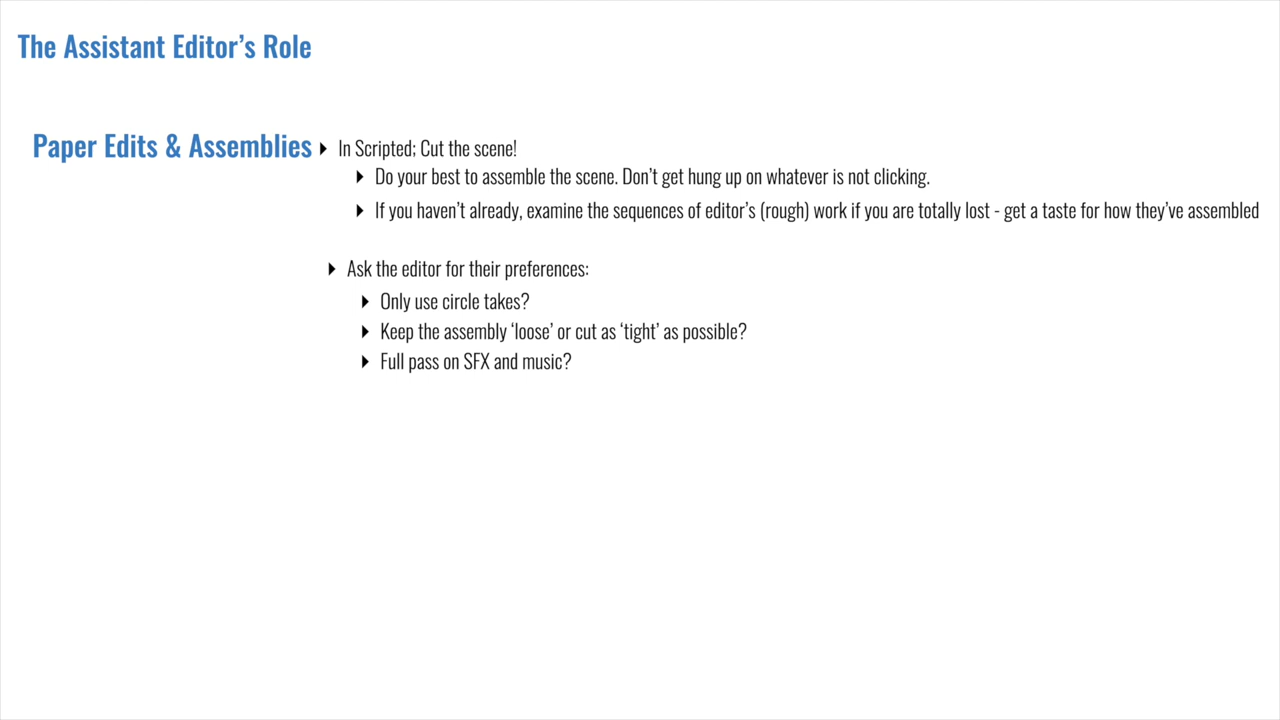 The Assistant Editor’s Role
Paper Edits & Assemblies
In Scripted; Cut the scene!
Do your best to assemble the scene. Don’t get hung up on whatever is not clicking.
If you haven’t already, examine the sequences of editor’s (rough) work if you are totally lost - get a taste for how they’ve assembled
Ask the editor for their preferences:
Only use circle takes?
Keep the assembly ‘loose’ or cut as ‘tight’ as possible?
Full pass on SFX and music?